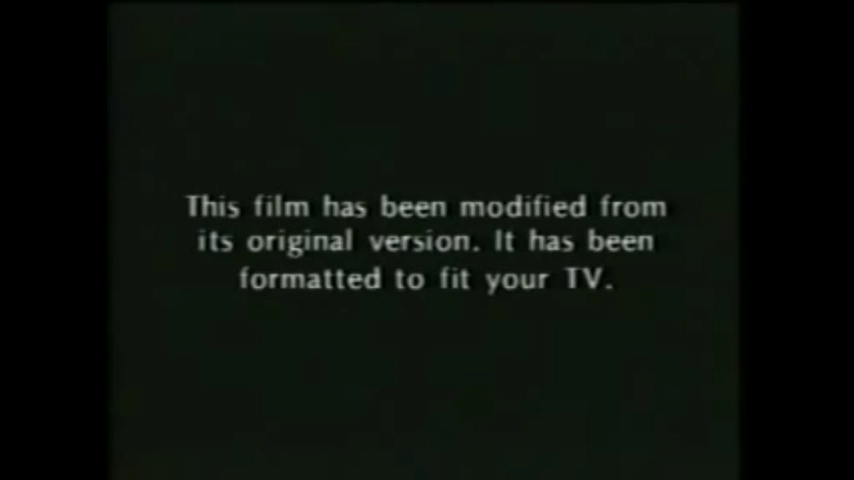 This film has been modified from
its original version. It has been
formatted to fit your TV.